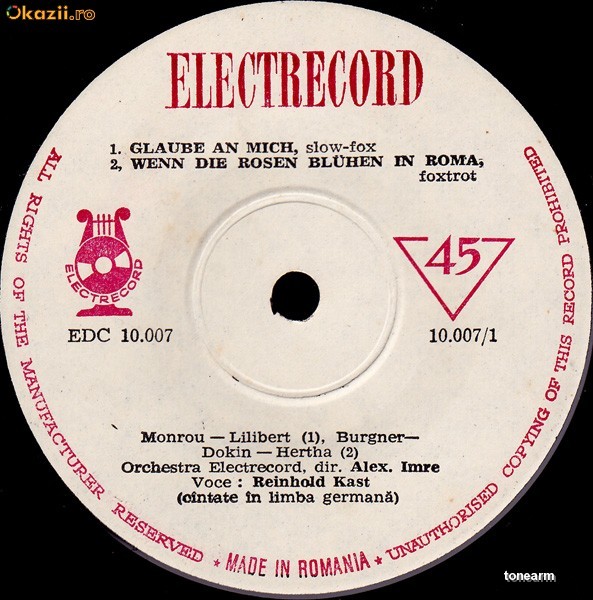 Okazii.ro
ELECTRECORD
1. GLAUBE AN MICH, slow-fox
2, WENN DIE ROSEN BLÜHEN IN ROMA,
foxtrot
ELECTRECORD
45
EDC 10.007
10.007/1
Monrou — Lilibert (1), Burgner—
Dokin — Hertha (2)
Orchestra Electrecord, dir. Alex. Imre
Voce : Reinhold Kast
(cîntate în limba germană)
ALL RIGHTS OF THE MANUFACTURER RESERVED ★ MADE IN ROMANIA ★ UNAUTHORISED COPYING OF THIS RECORD PROHIBITED
tonearm